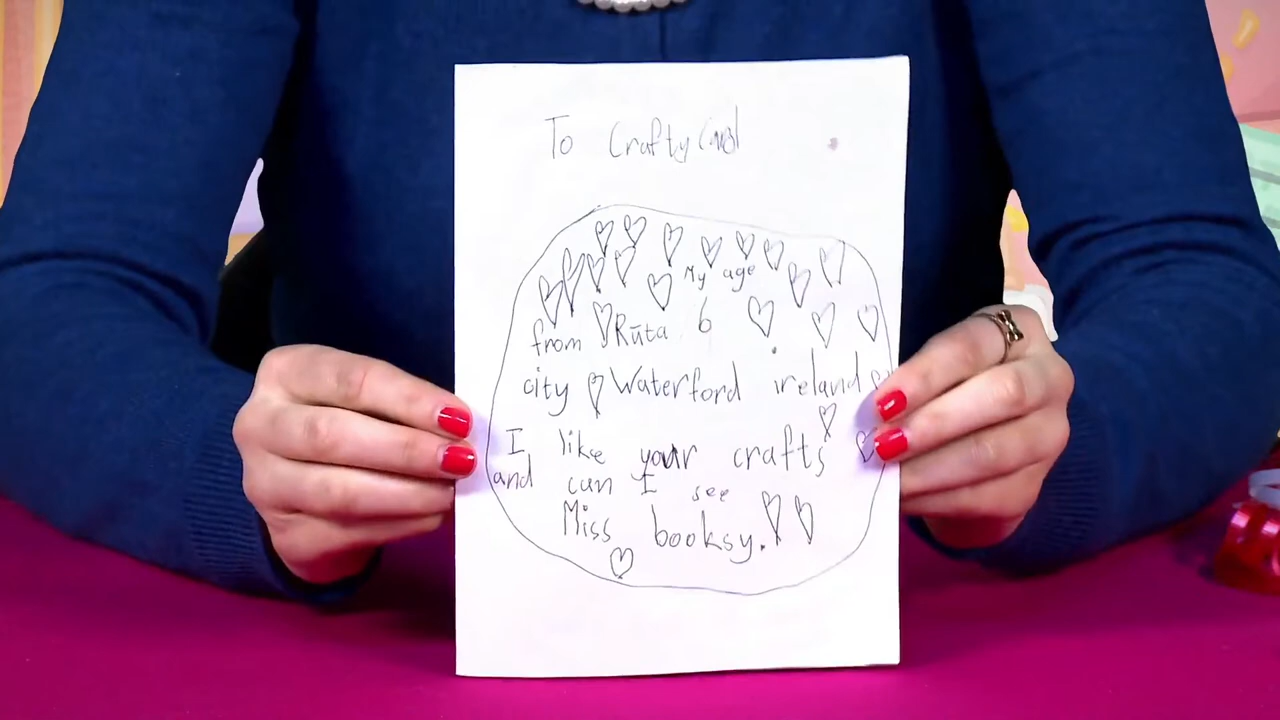 To Crafty Carol
My age
from Rūta 6
city Waterford ireland
I like your crafts
and can I see
Miss booksy.